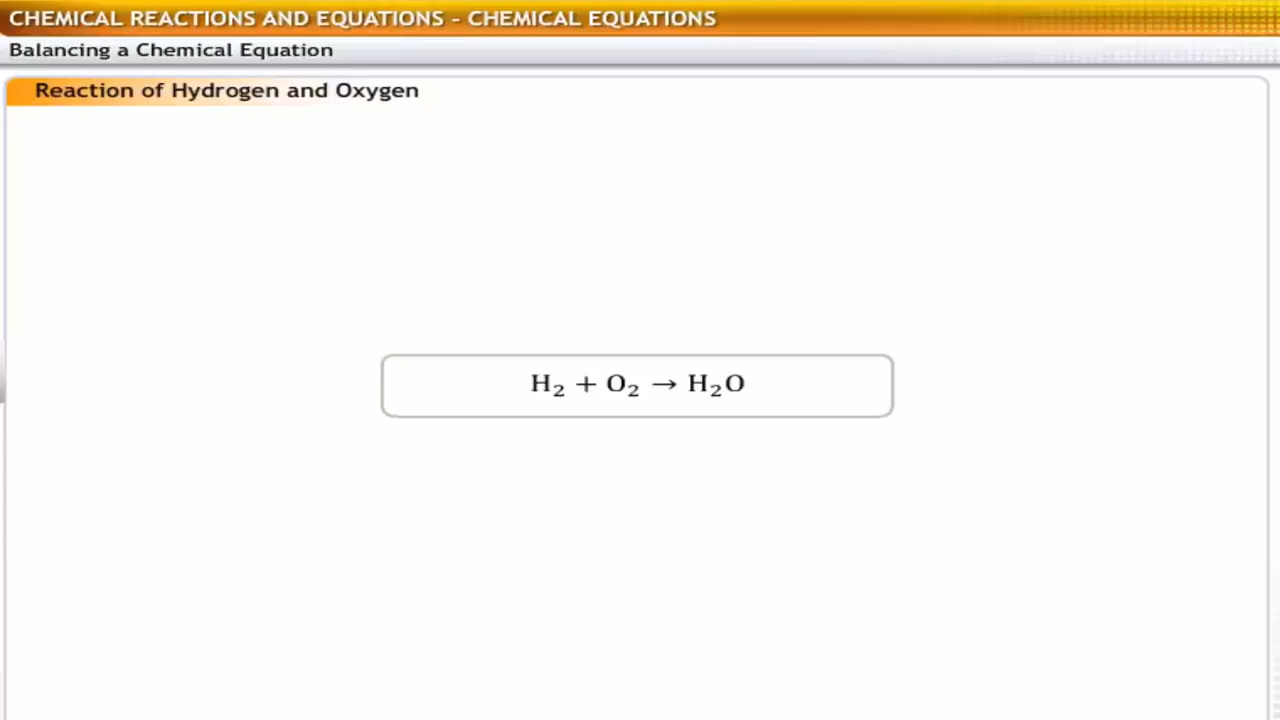 CHEMICAL REACTIONS AND EQUATIONS - CHEMICAL EQUATIONS
Balancing a Chemical Equation
Reaction of Hydrogen and Oxygen
H₂ + O₂ → H₂O